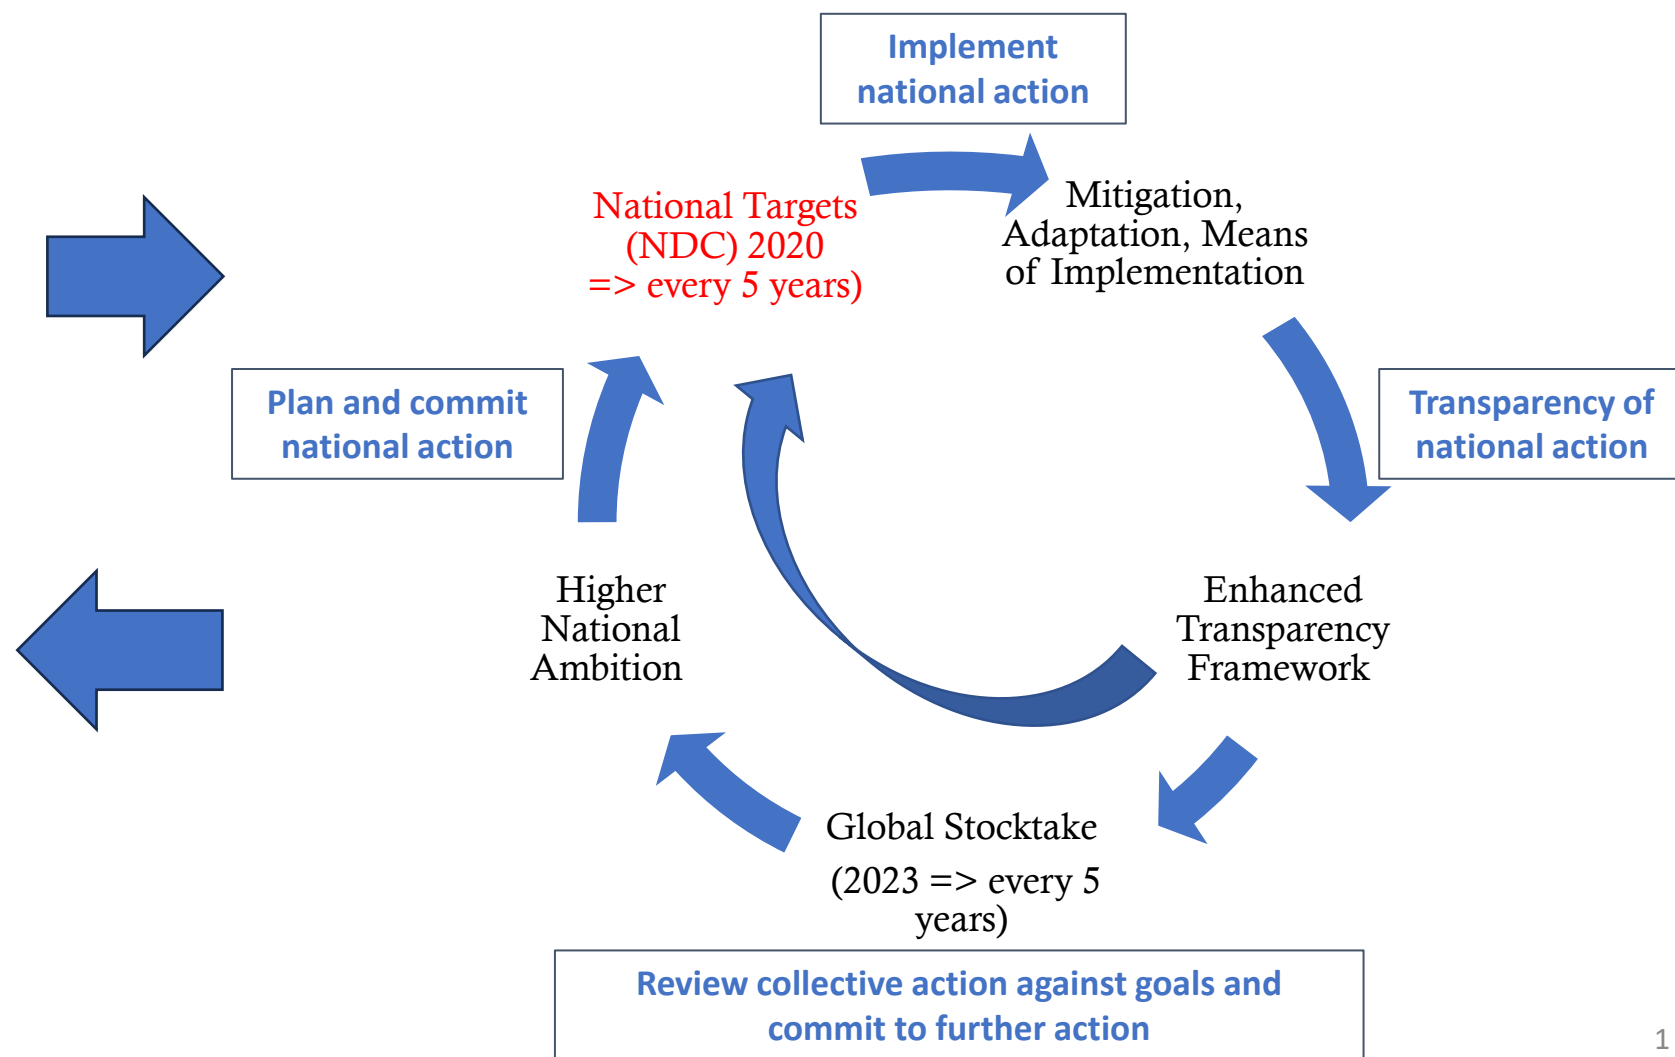 Implement
national action
National Targets
(NDC) 2020
=> every 5 years)
Mitigation,
Adaptation, Means
of Implementation
Plan and commit
national action
Transparency of
national action
Higher
National
Ambition
Enhanced
Transparency
Framework
Global Stocktake
(2023 => every 5
years)
Review collective action against goals and
commit to further action
1